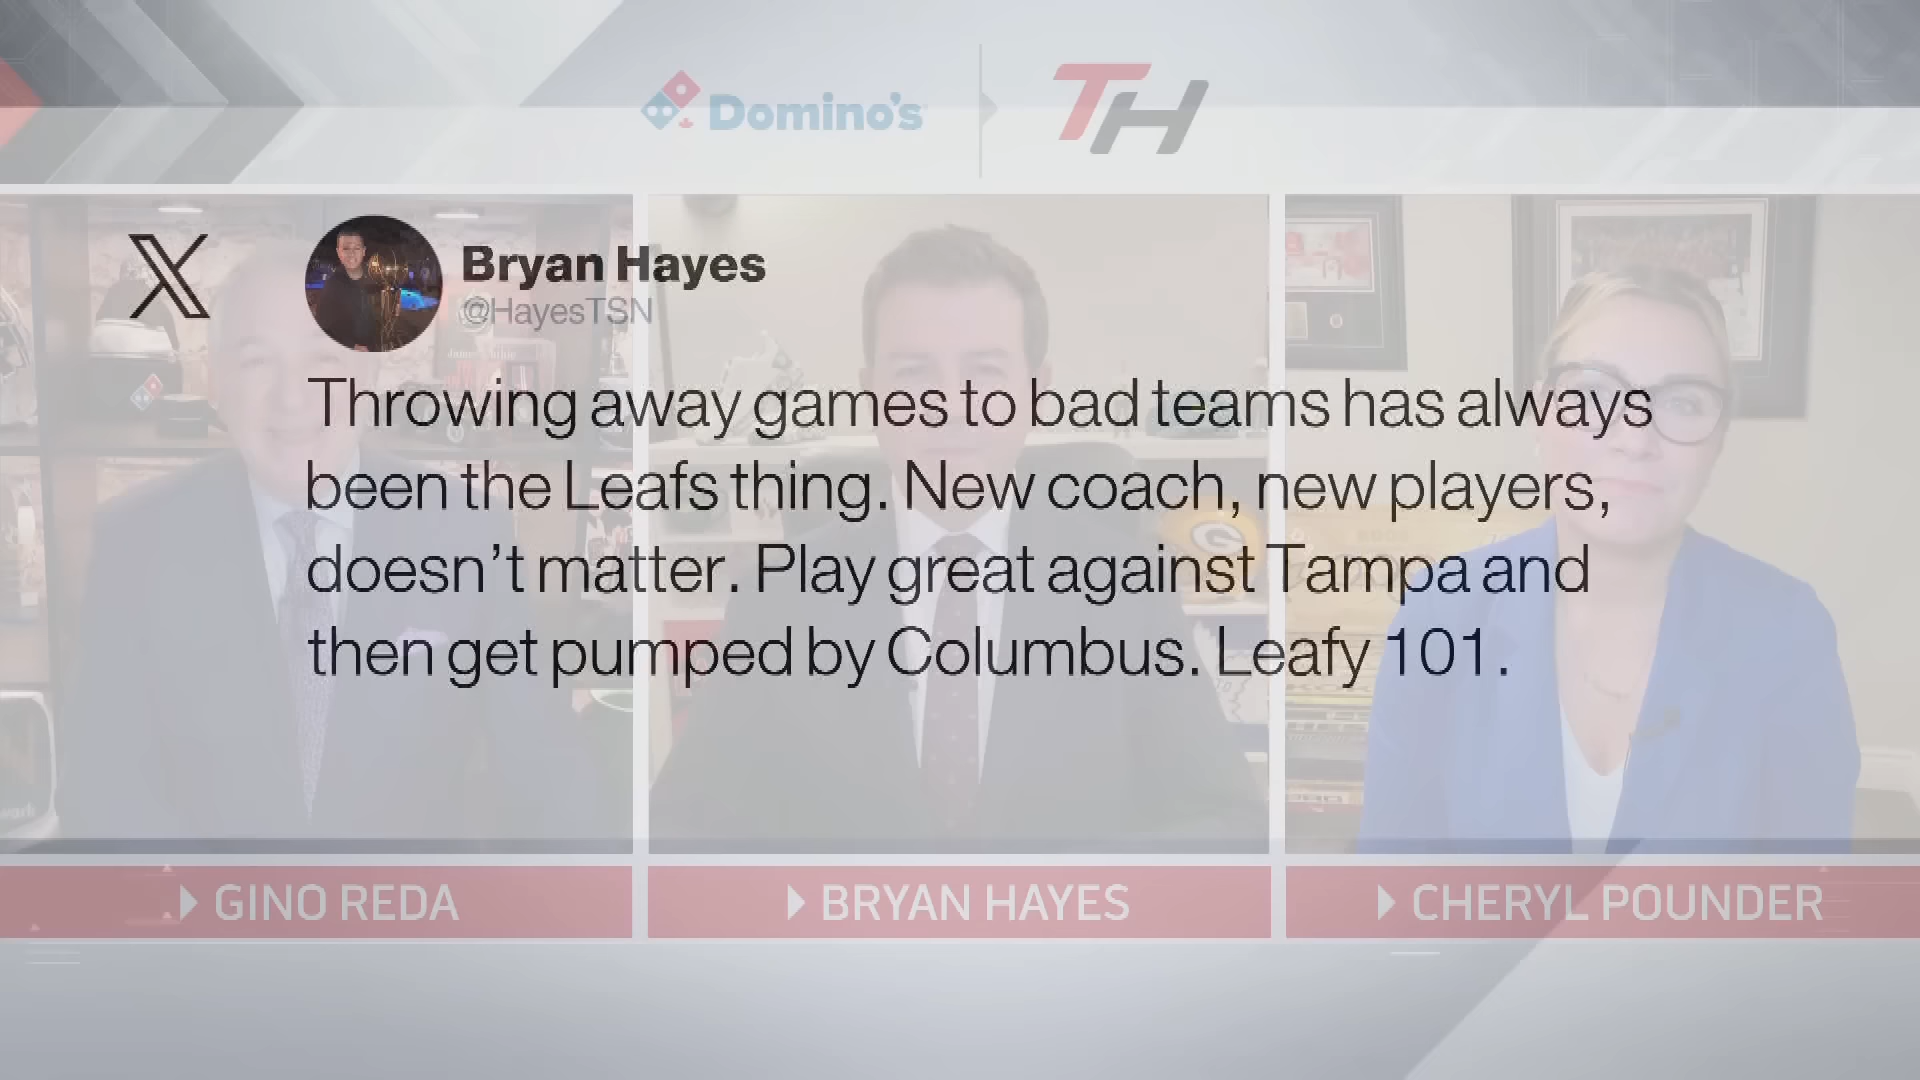 Domino's
TH
Bryan Hayes
@HayesTSN
Throwing away games to bad teams has always
been the Leafs thing. New coach, new players,
doesn't matter. Play great against Tampa and
then get pumped by Columbus. Leafy 101.
GINO REDA
BRYAN HAYES
CHERYL POUNDER